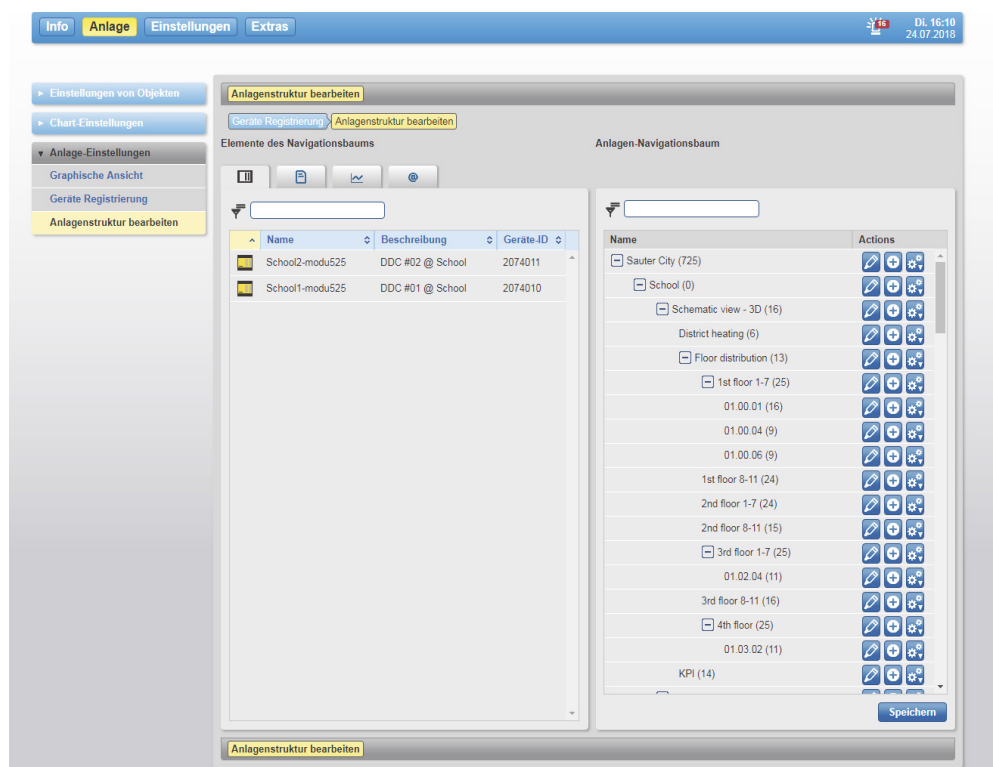 Info Anlage Einstellungen Extras
16
Di. 16:10
24.07.2018
Einstellungen von Objekten
Chart-Einstellungen
Anlage-Einstellungen
Graphische Ansicht
Geräte Registrierung
Anlagenstruktur bearbeiten
Anlagenstruktur bearbeiten
Geräte Registrierung Anlagenstruktur bearbeiten
Elemente des Navigationsbaums
Name Beschreibung Geräte-ID
School2-modu525 DDC #02 @ School 2074011
School1-modu525 DDC #01 @ School 2074010
Anlagen-Navigationsbaum
Name Actions
Sauter City (725)
School (0)
Schematic view - 3D (16)
District heating (6)
Floor distribution (13)
1st floor 1-7 (25)
01.00.01 (16)
01.00.04 (9)
01.00.06 (9)
1st floor 8-11 (24)
2nd floor 1-7 (24)
2nd floor 8-11 (15)
3rd floor 1-7 (25)
01.02.04 (11)
3rd floor 8-11 (16)
4th floor (25)
01.03.02 (11)
KPI (14)
Speichern
Anlagenstruktur bearbeiten